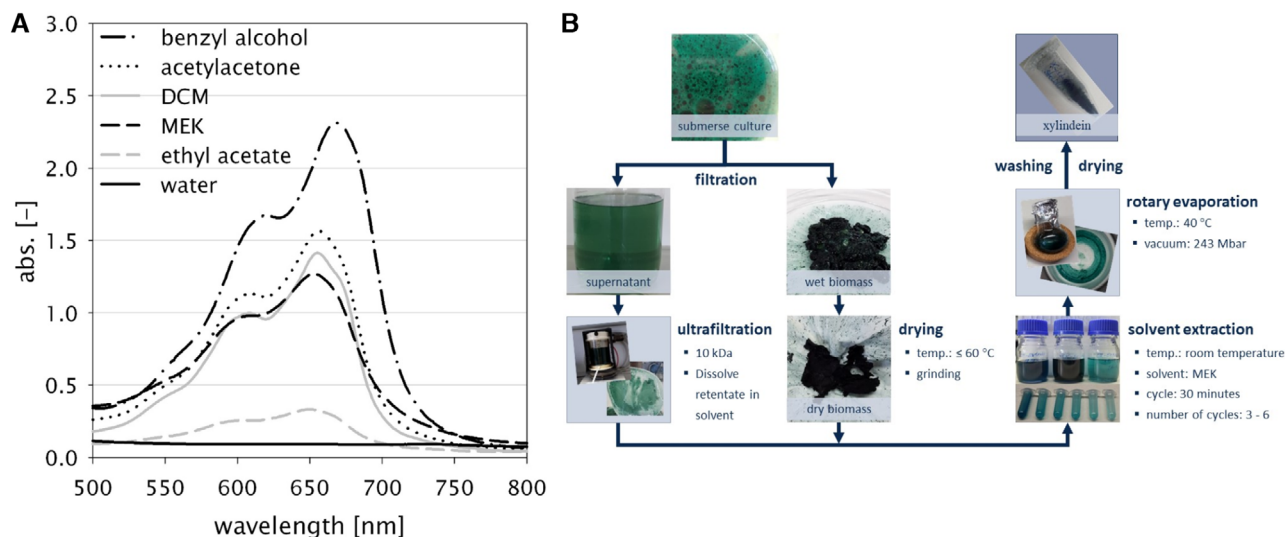 A
3.0
2.5
2.0
1.5
1.0
0.5
0.0
abs. [-]
benzyl alcohol
acetylacetone
DCM
MEK
ethyl acetate
water
500
550
600
650
700
750
800
wavelength [nm]
B
submerse culture
filtration
supernatant
wet biomass
ultrafiltration
▪ 10 kDa
▪ Dissolve
retentate in
solvent
drying
▪ temp.: ≤ 60 °C
▪ grinding
dry biomass
xylindein
washing
drying
rotary evaporation
▪ temp.: 40 °C
▪ vacuum: 243 Mbar
solvent extraction
▪ temp.: room temperature
▪ solvent: MEK
▪ cycle: 30 minutes
▪ number of cycles: 3 - 6